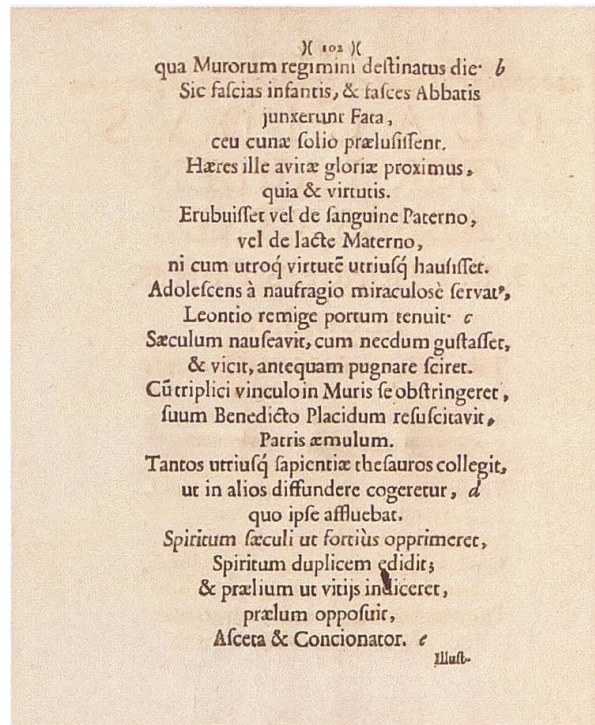 )( 102 )(
qua Murorum regimini deſtinatus die· b
Sic faſcias infantis, & faſces Abbatis
junxerunt Fata,
ceu cunæ ſolio præluſiſſent.
Hæres ille avitæ gloriæ proximus,
quia & virtutis.
Erubuiſſet vel de ſanguine Paterno,
vel de lacte Materno,
ni cum utroq́ virtutē utriuſq́ hauſiſſet.
Adoleſcens à naufragio miraculosè ſervatꝰ,
Leontio remige portum tenuit· c
Sæculum nauſeavit, cum necdum guſtaſſet,
& vicit, antequam pugnare ſciret.
Cū triplici vinculo in Muris ſe obſtringeret,
ſuum Benedicto Placidum reſuſcitavit,
Patris æmulum.
Tantos utriuſq́ ſapientiæ theſauros collegit,
ut in alios diffundere cogeretur, d
quo ipſe affluebat.
Spiritum ſæculi ut fortiùs opprimeret,
Spiritum duplicem edidit;
& prælium ut vitijs indiceret,
prælum oppoſuit,
Aſceta & Concionator. e
Illuſt-